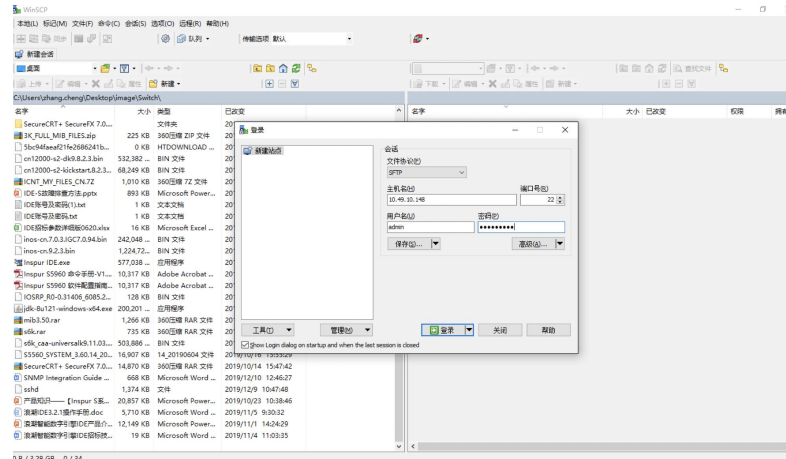 WinSCP
本地(L) 标记(M) 文件(F) 命令(C) 会话(S) 选项(O) 远程(R) 帮助(H)
同步 队列 传输选项 默认
新建会话
桌面 查找文件
上传 编辑 属性 新建 下载 编辑 属性 新建
C:\Users\zhang.cheng\Desktop\image\Switch\
名字 大小 类型 已改变 名字 大小 已改变 权限 拥有
SecureCRT+ SecureFX 7.0... 文件夹
3K_FULL_MIB_FILES.zip 225 KB 360压缩 ZIP 文件
5bc94faeaf21fe2686241b... 0 KB HTDOWNLOAD ...
cn12000-s2-dk9.8.2.3.bin 532,382 ... BIN 文件
cn12000-s2-kickstart.8.2.3... 68,249 KB BIN 文件
ICNT_MY_FILES_CN.7Z 1,010 KB 360压缩 7Z 文件
IDE-S故障排查方法.pptx 893 KB Microsoft Power...
IDE账号及密码(1).txt 1 KB 文本文档
IDE账号及密码.txt 1 KB 文本文档
IDE招标参数详细版0620.xlsx 16 KB Microsoft Excel ...
inos-cn.7.0.3.IGC7.0.94.bin 242,048 ... BIN 文件
inos-cn.9.2.3.bin 1,224,72... BIN 文件
Inspur IDE.exe 577,038 ... 应用程序
Inspur S5960 命令手册-V1.... 10,317 KB Adobe Acrobat ...
Inspur S5960 软件配置指南... 10,317 KB Adobe Acrobat ...
IOSRP_R0-0.31406_6085.2... 128 KB BIN 文件
jdk-8u121-windows-x64.exe 200,201 ... 应用程序
mib3.50.rar 1,266 KB 360压缩 RAR 文件
s6k.rar 735 KB 360压缩 RAR 文件
s6k_caa-universalk9.11.03.... 503,886 ... BIN 文件
S5560_SYSTEM_3.60.14_20... 16,907 KB 14_20190604 文件 2019/10/16 15:55:29
SecureCRT+ SecureFX 7.0... 14,870 KB 360压缩 RAR 文件 2019/10/14 15:47:42
SNMP Integration Guide ... 668 KB Microsoft Word ... 2019/12/10 12:46:27
sshd 1,374 KB 文件 2019/12/9 10:47:48
产品知识——【Inspur S系... 20,857 KB Microsoft Power... 2019/10/23 10:38:46
浪潮IDE3.2.1操作手册.doc 5,710 KB Microsoft Word ... 2019/11/5 9:30:32
浪潮智能数字引擎IDE产品介... 12,149 KB Microsoft Power... 2019/11/1 14:24:29
浪潮智能数字引擎IDE招标技... 19 KB Microsoft Word ... 2019/11/4 11:03:35
登录
新建站点
会话
文件协议(E)
SFTP
主机名(H) 端口号(R)
10.49.10.148 22
用户名(U) 密码(P)
admin
保存(S)... 高级(A)...
工具(T) 管理(M) 登录 关闭 帮助
Show Login dialog on startup and when the last session is closed
0 B / 3.28 GB 0 / 34